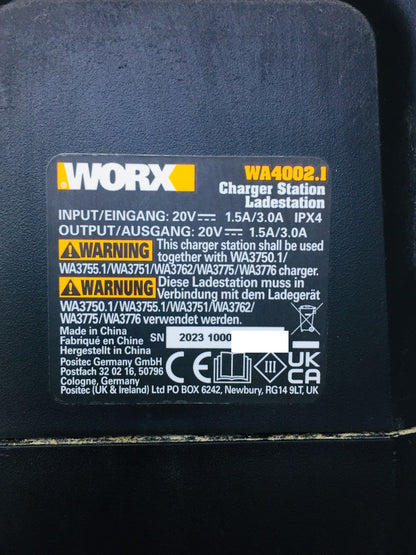 WORX
WA4002.1
Charger Station
Ladestation
INPUT/EINGANG: 20V⎓ 1.5A/3.0A IPX4
OUTPUT/AUSGANG: 20V⎓ 1.5A/3.0A
WARNING This charger station shall be used
together with WA3750.1/
WA3755.1/WA3751/WA3762/WA3775/WA3776 charger.
WARNUNG Diese Ladestation muss in
Verbindung mit dem Ladegerät
WA3750.1/WA3755.1/WA3751/WA3762/
WA3775/WA3776 verwendet werden.
Made in China
Fabriqué en Chine
Hergestellt in China
SN 2023 1000
Positec Germany GmbH
Postfach 32 02 16, 50796
Cologne, Germany
Positec (UK & Ireland) Ltd PO BOX 6242, Newbury, RG14 9LT, UK
CE
III
UK
CA